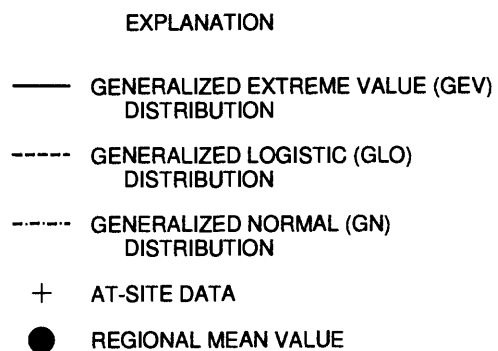 EXPLANATION
GENERALIZED EXTREME VALUE (GEV)
DISTRIBUTION
GENERALIZED LOGISTIC (GLO)
DISTRIBUTION
GENERALIZED NORMAL (GN)
DISTRIBUTION
AT-SITE DATA
REGIONAL MEAN VALUE